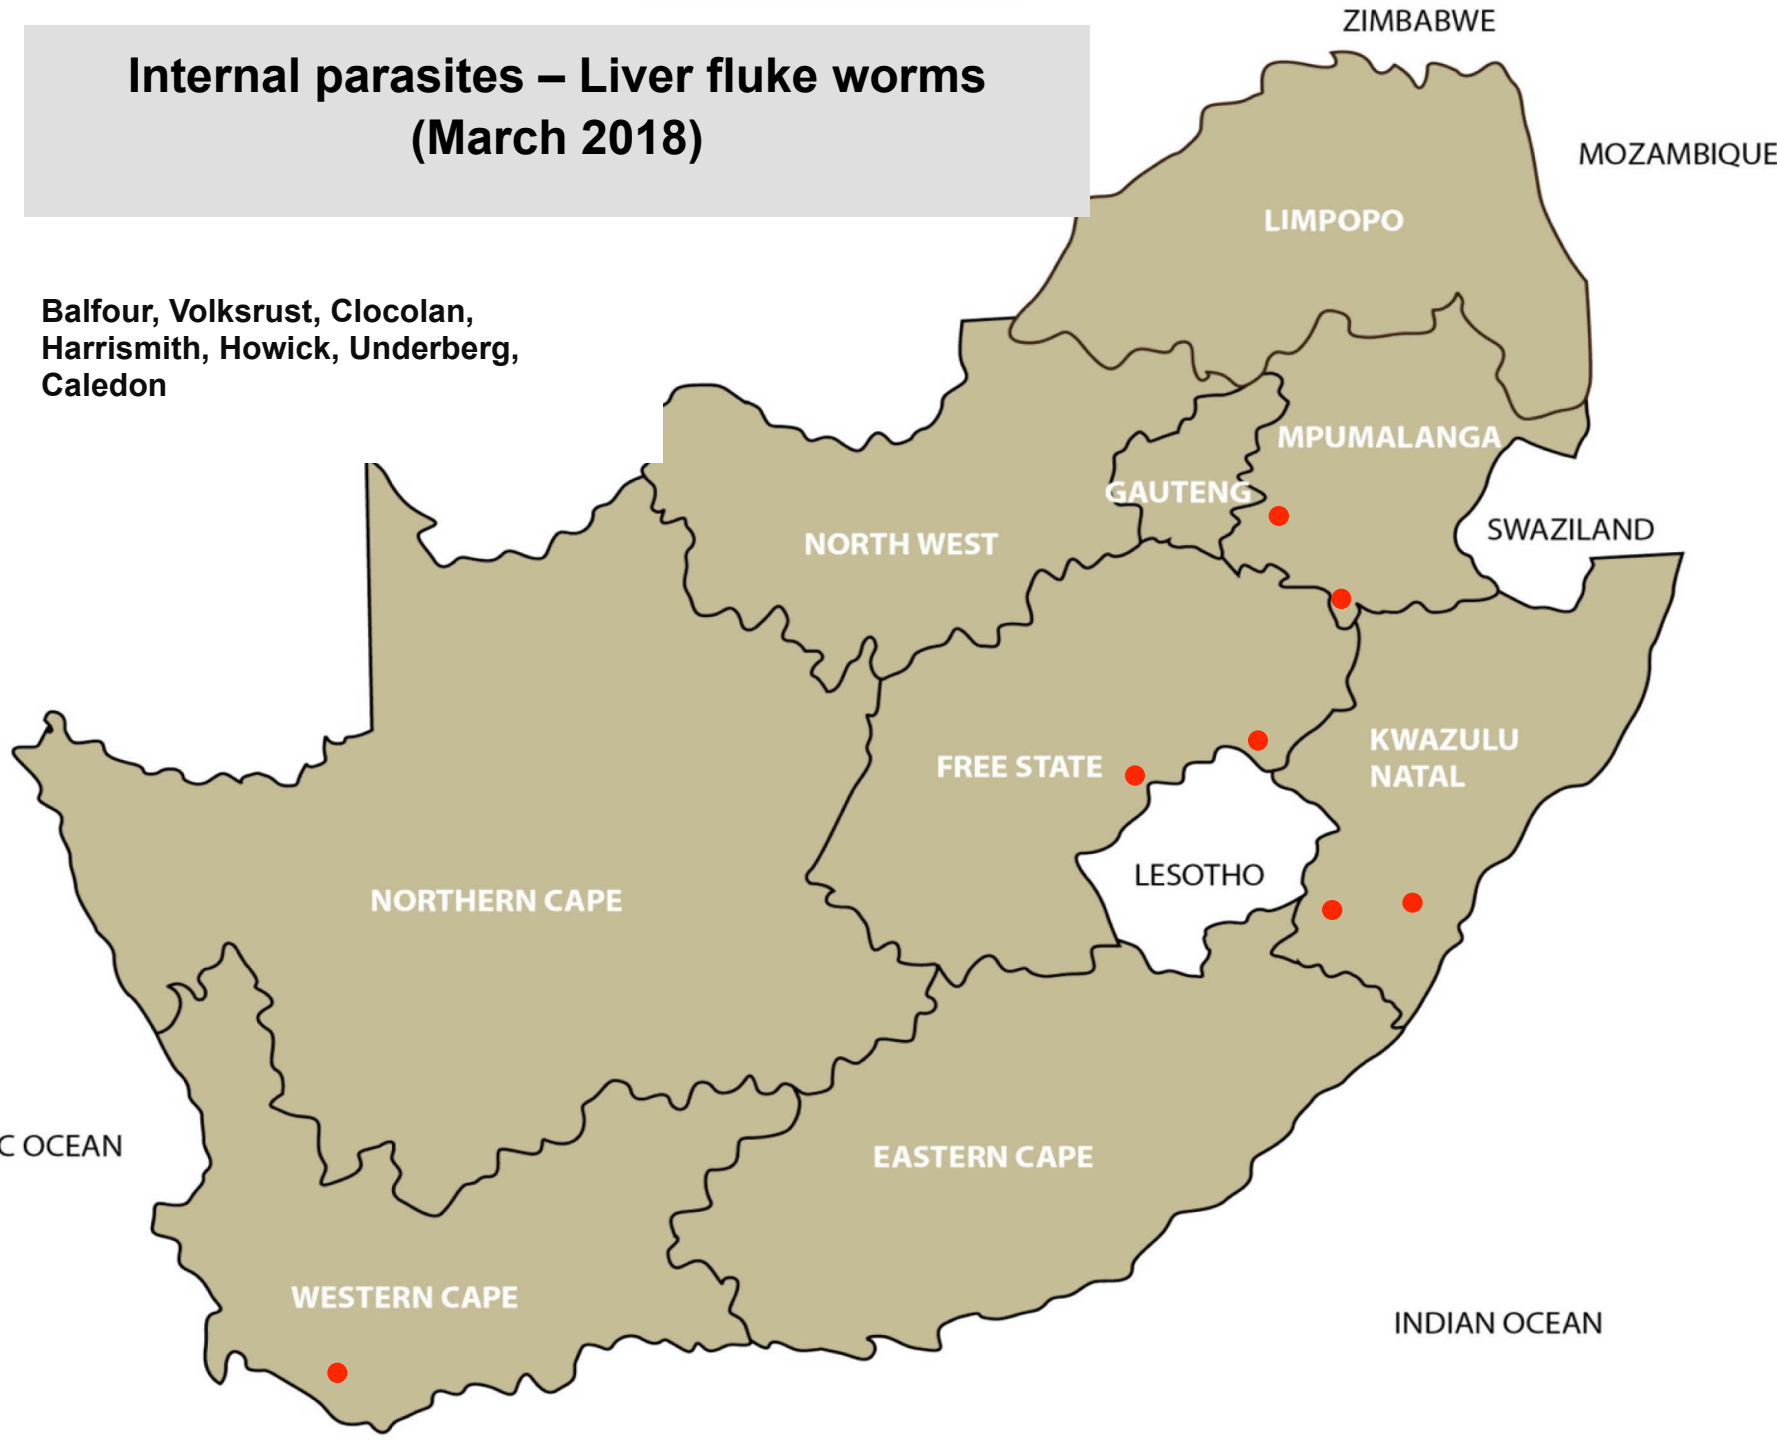 Internal parasites – Liver fluke worms
(March 2018)
Balfour, Volksrust, Clocolan,
Harrismith, Howick, Underberg,
Caledon
ZIMBABWE
MOZAMBIQUE
LIMPOPO
MPUMALANGA
GAUTENG
SWAZILAND
NORTH WEST
KWAZULU
NATAL
FREE STATE
LESOTHO
NORTHERN CAPE
C OCEAN
EASTERN CAPE
WESTERN CAPE
INDIAN OCEAN